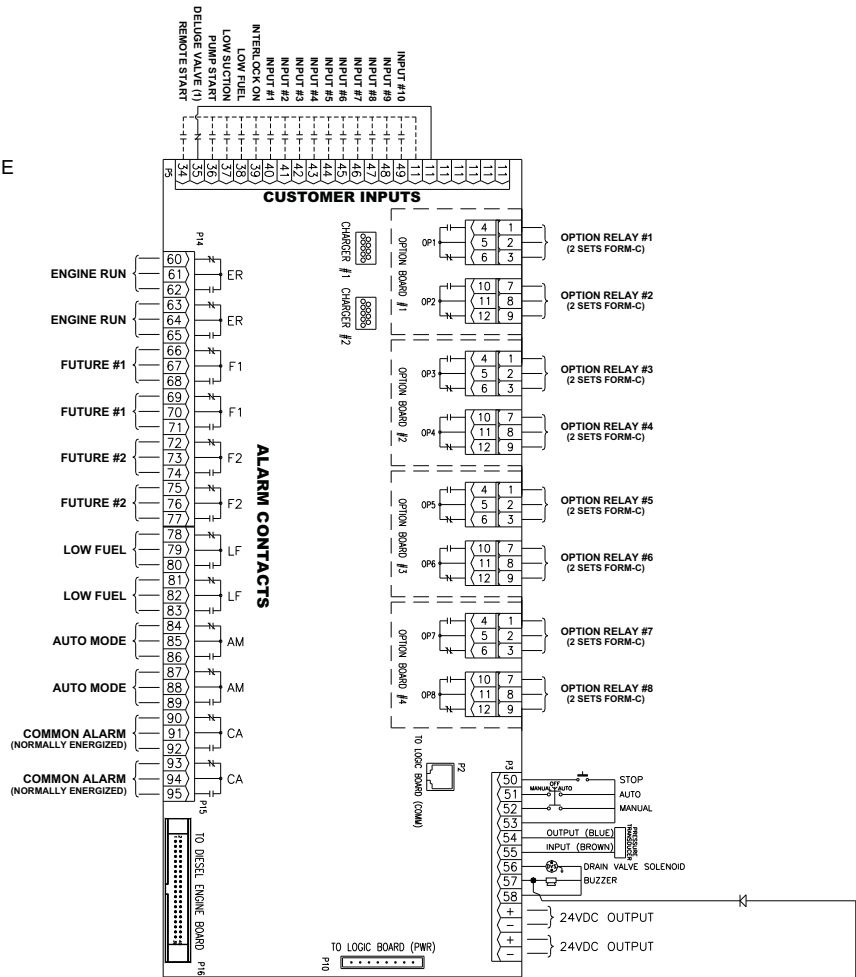 REMOTE START
DELUGE VALVE (1)
PUMP START
LOW SUCTION
LOW FUEL
INTERLOCK ON
INPUT #1
INPUT #2
INPUT #3
INPUT #4
INPUT #5
INPUT #6
INPUT #7
INPUT #8
INPUT #9
INPUT #10
E
P5
34
35
36
37
38
39
40
41
42
43
44
45
46
47
48
49
11
11
11
11
11
11
11
CUSTOMER INPUTS
P14
ENGINE RUN
60
61
62
ER
ENGINE RUN
63
64
65
ER
FUTURE #1
66
67
68
F1
FUTURE #1
69
70
71
F1
FUTURE #2
72
73
74
F2
FUTURE #2
75
76
77
F2
LOW FUEL
78
79
80
LF
LOW FUEL
81
82
83
LF
AUTO MODE
84
85
86
AM
AUTO MODE
87
88
89
AM
COMMON ALARM
(NORMALLY ENERGIZED)
90
91
92
CA
COMMON ALARM
(NORMALLY ENERGIZED)
93
94
95
CA
P15
ALARM CONTACTS
TO DIESEL ENGINE BOARD
P16
CHARGER #1
CHARGER #2
OPTION BOARD #1
OP1
4 1
5 2
6 3
OPTION RELAY #1
(2 SETS FORM-C)
OP2
10 7
11 8
12 9
OPTION RELAY #2
(2 SETS FORM-C)
OPTION BOARD #2
OP3
4 1
5 2
6 3
OPTION RELAY #3
(2 SETS FORM-C)
OP4
10 7
11 8
12 9
OPTION RELAY #4
(2 SETS FORM-C)
OPTION BOARD #3
OP5
4 1
5 2
6 3
OPTION RELAY #5
(2 SETS FORM-C)
OP6
10 7
11 8
12 9
OPTION RELAY #6
(2 SETS FORM-C)
OPTION BOARD #4
OP7
4 1
5 2
6 3
OPTION RELAY #7
(2 SETS FORM-C)
OP8
10 7
11 8
12 9
OPTION RELAY #8
(2 SETS FORM-C)
P2
TO LOGIC BOARD (COMM)
P3
50
STOP
OFF
MANUAL AUTO
51
AUTO
52
MANUAL
53
54
OUTPUT (BLUE)
55
INPUT (BROWN)
PRESSURE
TRANSDUCER
56
DRAIN VALVE SOLENOID
57
BUZZER
58
+
-
24VDC OUTPUT
+
-
24VDC OUTPUT
TO LOGIC BOARD (PWR)
P10